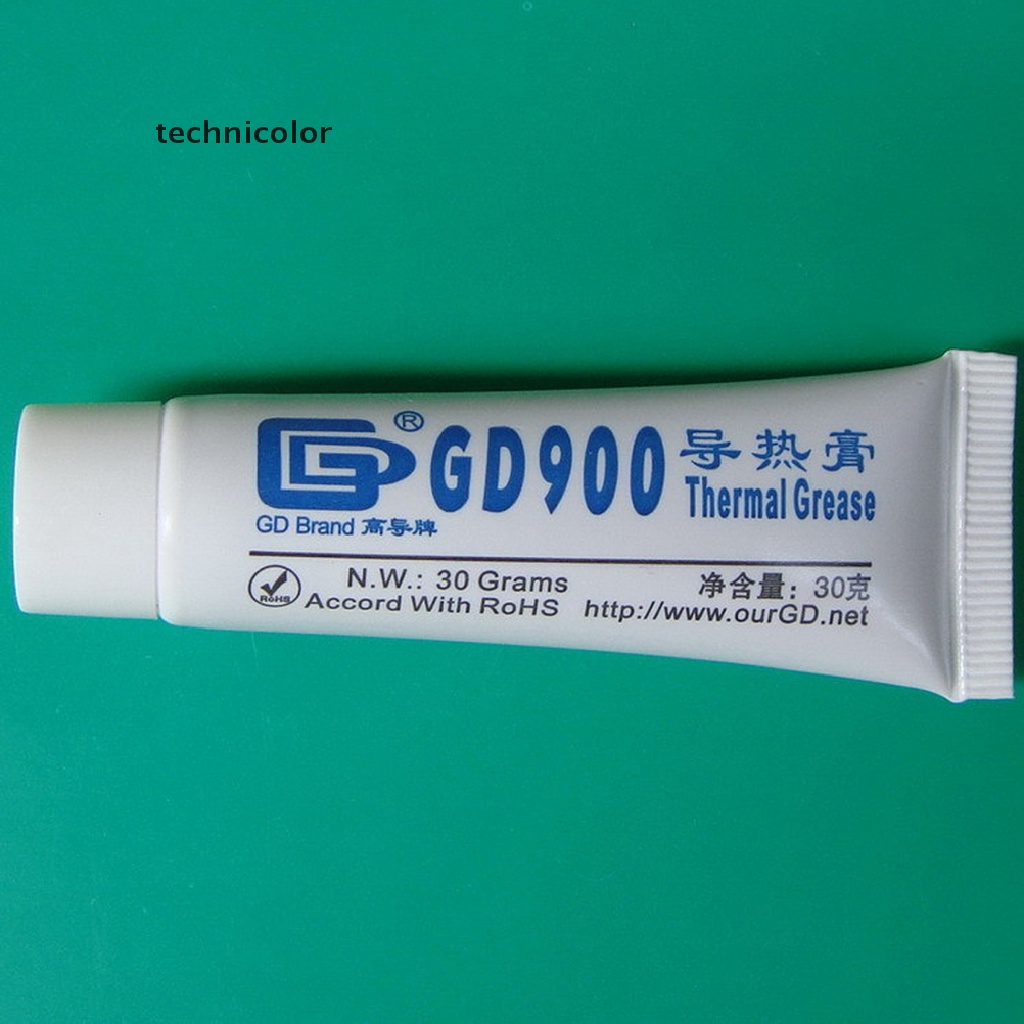 technicolor
GD®
GD900
导热膏
Thermal Grease
GD Brand 高导牌
N.W.: 30 Grams
净含量: 30克
RoHS
Accord With RoHS http://www.ourGD.net